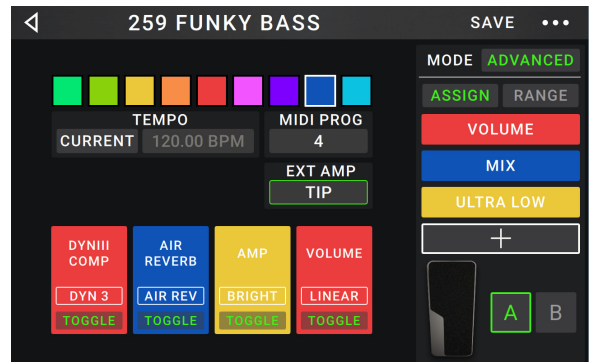 259 FUNKY BASS
SAVE
MODE ADVANCED
ASSIGN RANGE
TEMPO
CURRENT 120.00 BPM
MIDI PROG
4
EXT AMP
TIP
VOLUME
MIX
ULTRA LOW
+
DYNIII
COMP
DYN 3
TOGGLE
AIR
REVERB
AIR REV
TOGGLE
AMP
BRIGHT
TOGGLE
VOLUME
LINEAR
TOGGLE
A B